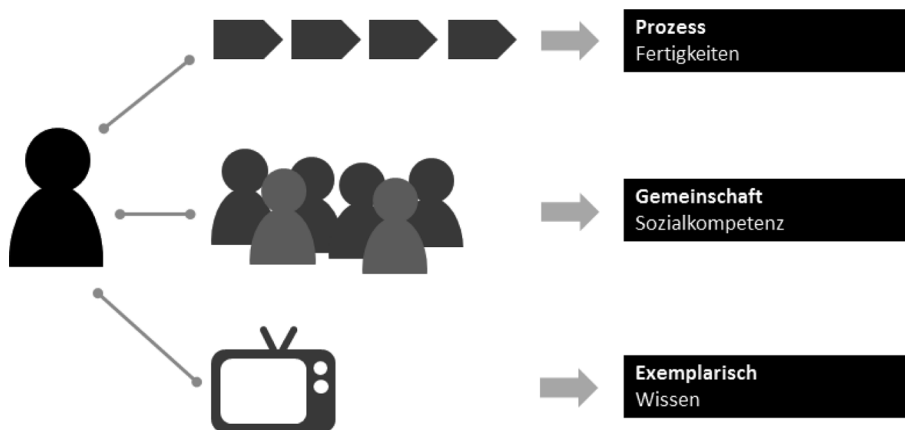 Prozess
Fertigkeiten
Gemeinschaft
Sozialkompetenz
Exemplarisch
Wissen